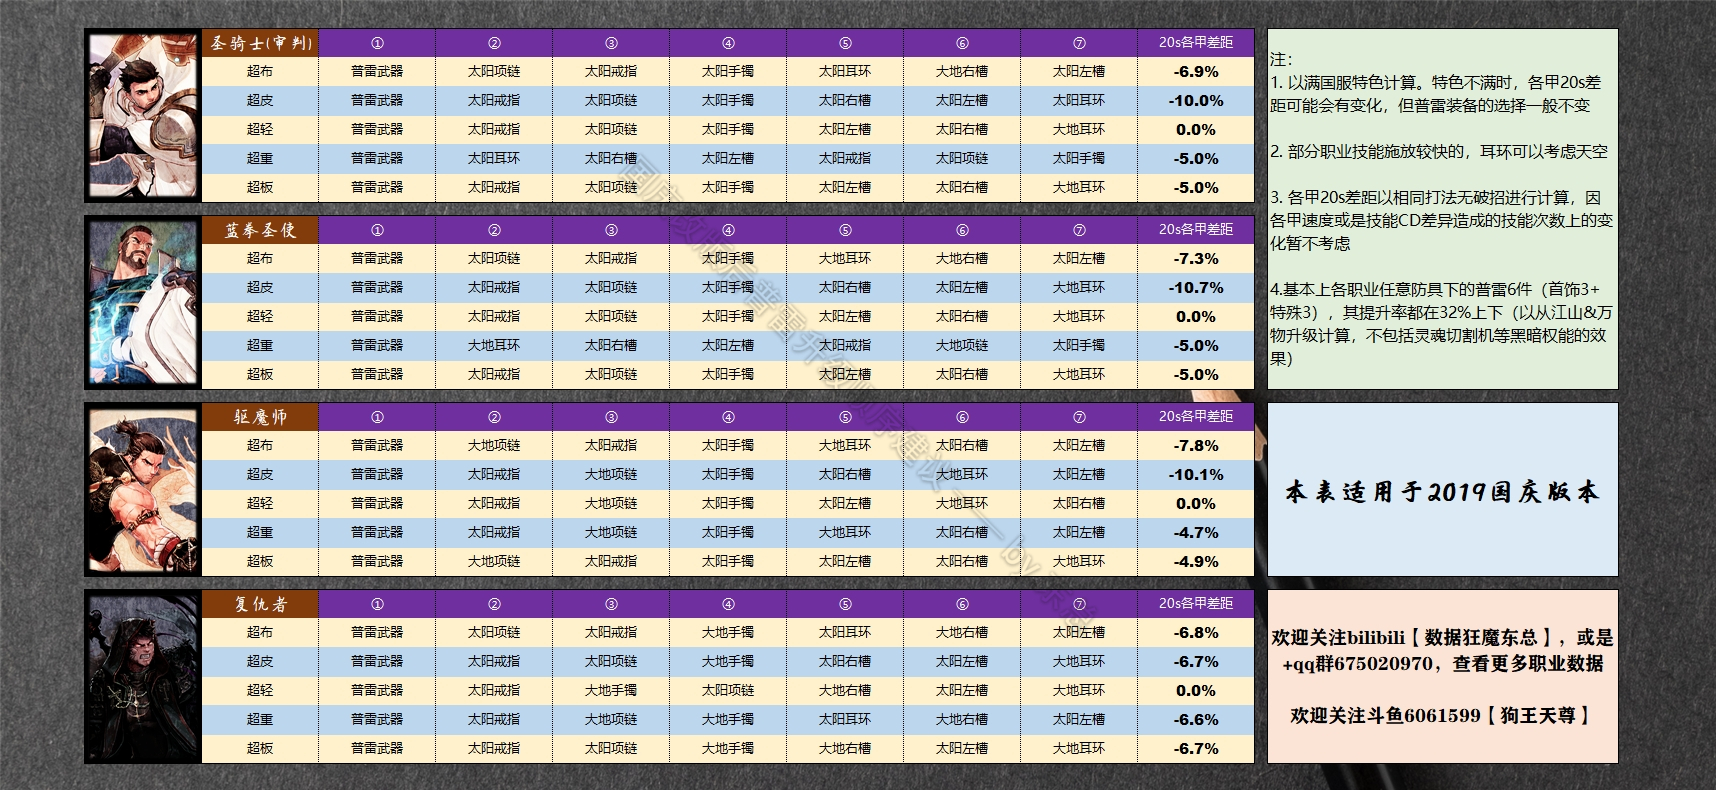 圣骑士(审判) ① ② ③ ④ ⑤ ⑥ ⑦ 20s各甲差距
超布 普雷武器 太阳项链 太阳戒指 太阳手镯 太阳耳环 大地右槽 太阳左槽 -6.9%
超皮 普雷武器 太阳戒指 太阳项链 太阳手镯 太阳右槽 太阳左槽 太阳耳环 -10.0%
超轻 普雷武器 太阳戒指 太阳项链 太阳手镯 太阳左槽 太阳右槽 大地耳环 0.0%
超重 普雷武器 太阳耳环 太阳右槽 太阳左槽 太阳戒指 太阳项链 太阳手镯 -5.0%
超板 普雷武器 太阳戒指 太阳项链 太阳手镯 太阳左槽 太阳右槽 大地耳环 -5.0%
蓝拳圣使 ① ② ③ ④ ⑤ ⑥ ⑦ 20s各甲差距
超布 普雷武器 太阳项链 太阳戒指 太阳手镯 大地耳环 大地右槽 太阳左槽 -7.3%
超皮 普雷武器 太阳戒指 太阳项链 太阳手镯 太阳右槽 太阳左槽 大地耳环 -10.7%
超轻 普雷武器 太阳戒指 太阳项链 太阳手镯 太阳左槽 太阳右槽 大地耳环 0.0%
超重 普雷武器 大地耳环 太阳右槽 太阳左槽 太阳戒指 大地项链 太阳手镯 -5.0%
超板 普雷武器 太阳戒指 太阳项链 太阳手镯 太阳左槽 太阳右槽 大地耳环 -5.0%
驱魔师 ① ② ③ ④ ⑤ ⑥ ⑦ 20s各甲差距
超布 普雷武器 大地项链 太阳戒指 太阳手镯 大地耳环 太阳右槽 太阳左槽 -7.8%
超皮 普雷武器 太阳戒指 大地项链 太阳手镯 太阳右槽 大地耳环 太阳左槽 -10.1%
超轻 普雷武器 太阳戒指 大地项链 太阳手镯 太阳左槽 大地耳环 太阳右槽 0.0%
超重 普雷武器 太阳戒指 大地项链 太阳手镯 大地耳环 太阳右槽 太阳左槽 -4.7%
超板 普雷武器 大地项链 太阳戒指 太阳手镯 太阳左槽 太阳右槽 大地耳环 -4.9%
复仇者 ① ② ③ ④ ⑤ ⑥ ⑦ 20s各甲差距
超布 普雷武器 太阳项链 太阳戒指 大地手镯 太阳耳环 大地右槽 太阳左槽 -6.8%
超皮 普雷武器 太阳戒指 太阳项链 大地手镯 太阳右槽 太阳左槽 大地耳环 -6.7%
超轻 普雷武器 太阳戒指 大地手镯 太阳项链 大地右槽 太阳左槽 大地耳环 0.0%
超重 普雷武器 太阳戒指 大地项链 大地手镯 太阳耳环 大地右槽 太阳左槽 -6.6%
超板 普雷武器 太阳戒指 太阳项链 大地手镯 大地右槽 太阳左槽 大地耳环 -6.7%
注：
1. 以满国服特色计算。特色不满时，各甲20s差
距可能会有变化，但普雷装备的选择一般不变
2. 部分职业技能施放较快的，耳环可以考虑天空
3. 各甲20s差距以相同打法无破招进行计算，因
各甲速度或是技能CD差异造成的技能次数上的变
化暂不考虑
4.基本上各职业任意防具下的普雷6件（首饰3+
特殊3），其提升率都在32%上下（以从江山&万
物升级计算，不包括灵魂切割机等黑暗权能的效
果）
本表适用于2019国庆版本
欢迎关注bilibili【数据狂魔东总】，或是
+qq群675020970，查看更多职业数据
欢迎关注斗鱼6061599【狗王天尊】
国庆改版后普雷升级顺序建议——by 东总